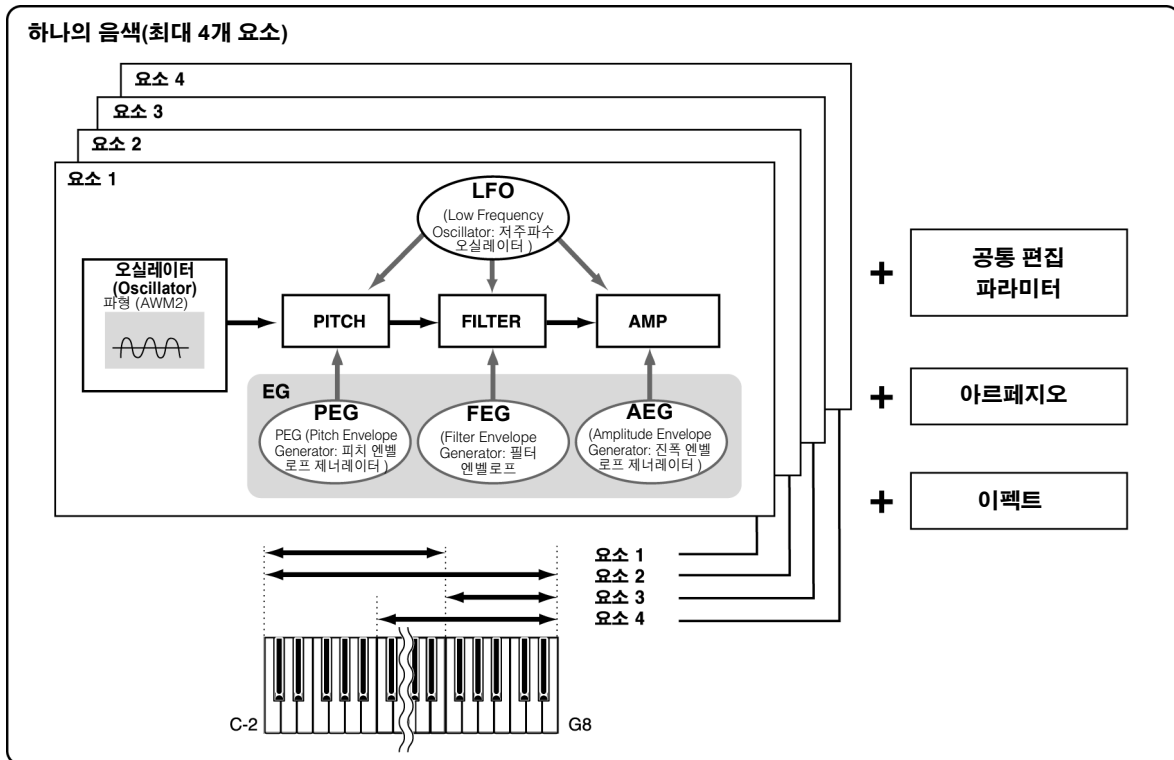 하나의 음색(최대 4개 요소)
요소 4
요소 3
요소 2
요소 1
LFO
(Low Frequency
Oscillator: 저주파수
오실레이터 )
오실레이터
(Oscillator)
파형 (AWM2)
PITCH
FILTER
AMP
EG
PEG
PEG (Pitch Envelope
Generator: 피치 엔벨
로프 제너레이터 )
FEG
(Filter Envelope
Generator: 필터
엔벨로프
AEG
(Amplitude Envelope
Generator: 진폭 엔벨
로프 제너레이터 )
+
공통 편집
파라미터
+
아르페지오
+
이펙트
요소 1
요소 2
요소 3
요소 4
C-2
G8